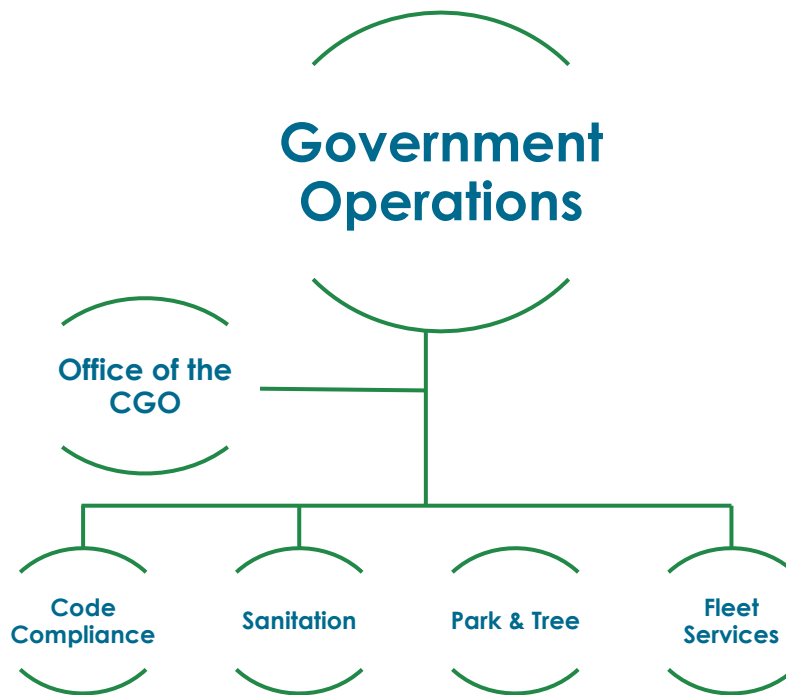 Government
Operations
Office of the
CGO
Code
Compliance
Sanitation
Park & Tree
Fleet
Services